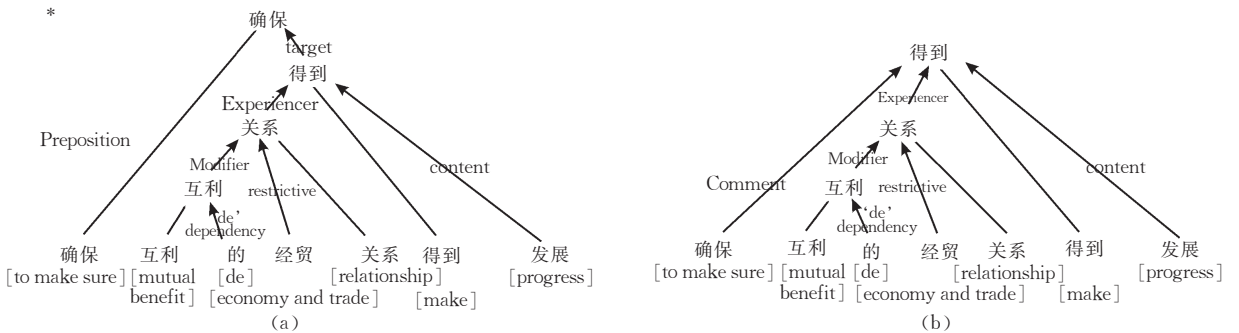 *
确保
target
得到
Experiencer
关系
Preposition
content
Modifier
restrictive
互利
'de'
dependency
确保 互利 的 经贸 关系 得到 发展
[to make sure] [mutual [de] [relationship] [progress]
benefit] [economy and trade] [make]
(a)
得到
Experiencer
关系
Modifier
content
Comment
互利
restrictive
'de'
dependency
确保 互利 的 经贸 关系 得到 发展
[to make sure] [mutual [de] [relationship] [progress]
benefit] [economy and trade] [make]
(b)